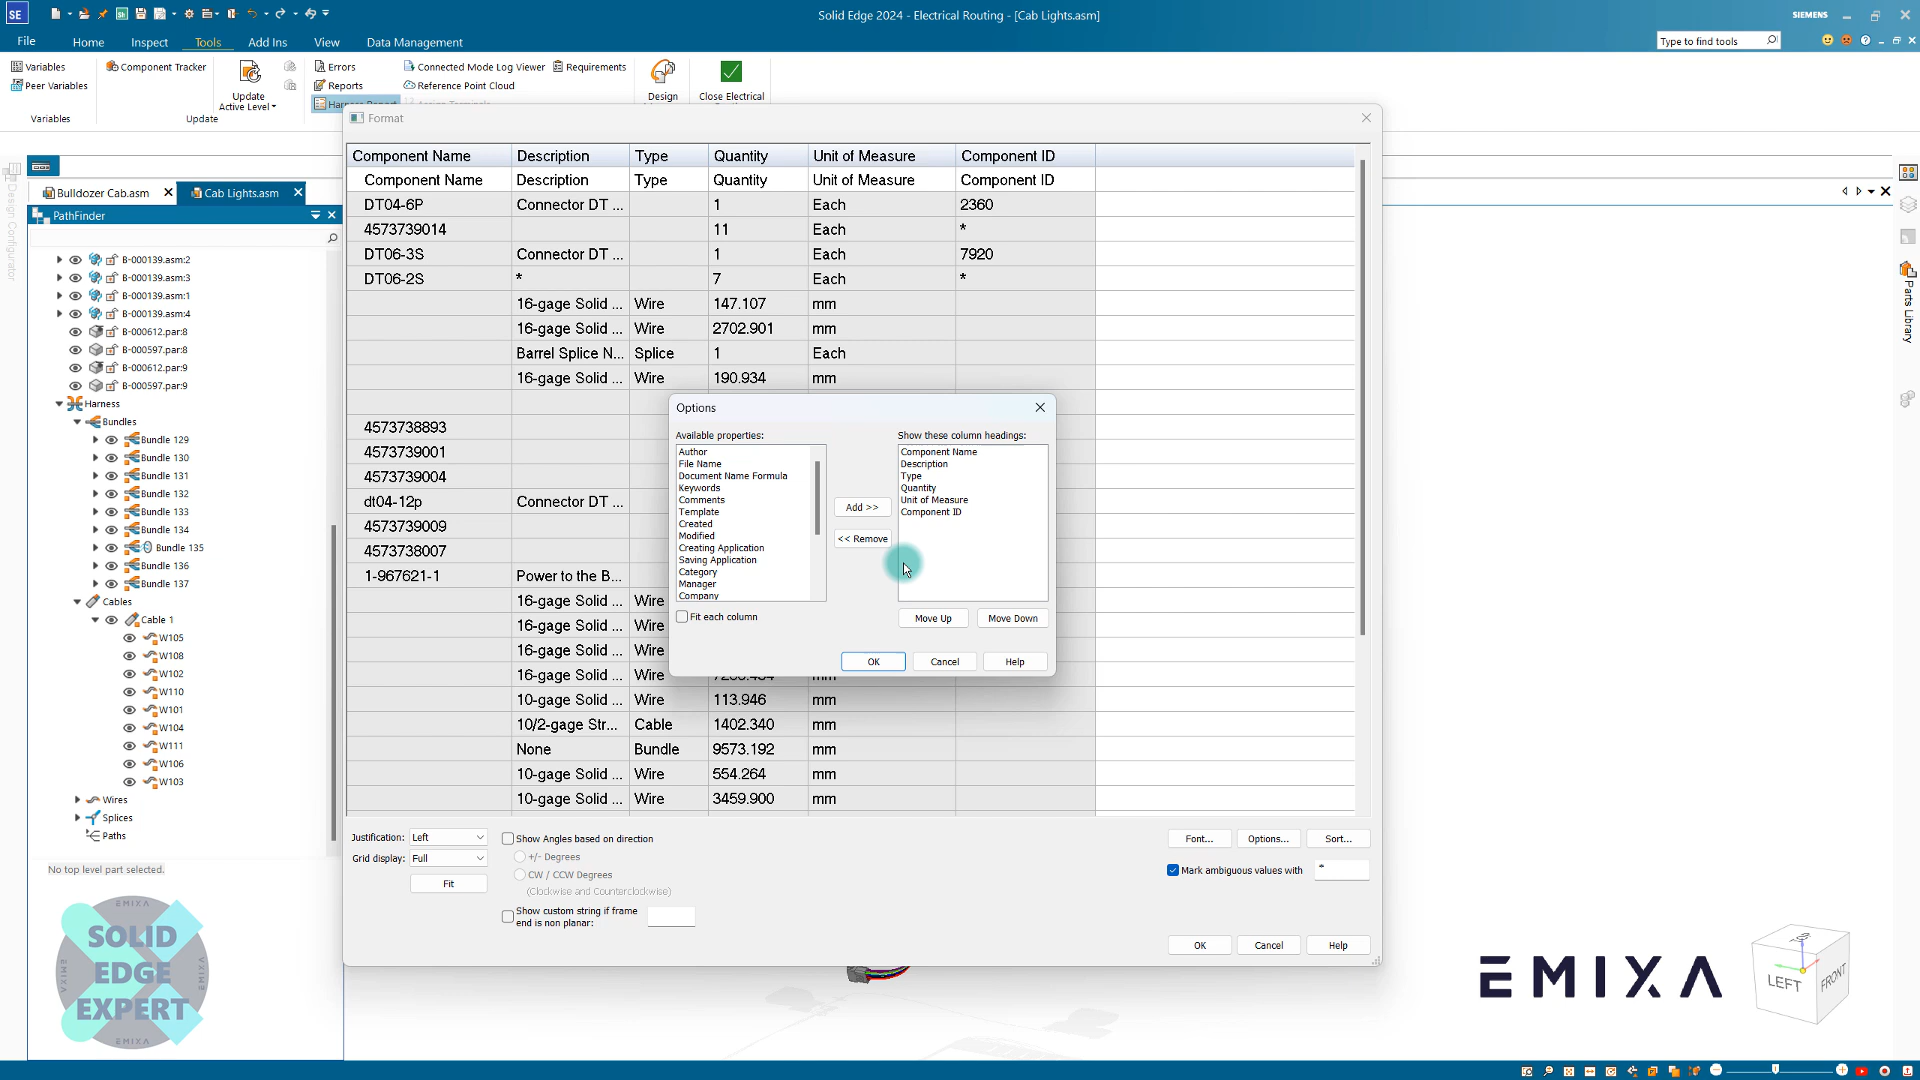 SE
Solid Edge 2024 - Electrical Routing - [Cab Lights.asm]
SIEMENS
File Home Inspect Tools Add Ins View Data Management
Type to find tools
Variables
Peer Variables
Variables
Component Tracker
Update
Active Level
Update
Errors
Reports
Harness Report
Connected Mode Log Viewer
Reference Point Cloud
Assign Terminals
Requirements
Design
Close Electrical
Design Configurator
Bulldozer Cab.asm
Cab Lights.asm
PathFinder
B-000139.asm:2
B-000139.asm:3
B-000139.asm:1
B-000139.asm:4
B-000612.par:8
B-000597.par:8
B-000612.par:9
B-000597.par:9
Harness
Bundles
Bundle 129
Bundle 130
Bundle 131
Bundle 132
Bundle 133
Bundle 134
Bundle 135
Bundle 136
Bundle 137
Cables
Cable 1
W105
W108
W102
W110
W101
W104
W111
W106
W103
Wires
Splices
Paths
No top level part selected.
EMIXA
SOLID
EDGE
EXPERT
EMIXA
EMIXA
EMIXA
Format
Component Name Description Type Quantity Unit of Measure Component ID
Component Name Description Type Quantity Unit of Measure Component ID
DT04-6P Connector DT ... 1 Each 2360
4573739014 11 Each *
DT06-3S Connector DT ... 1 Each 7920
DT06-2S * 7 Each *
16-gage Solid ... Wire 147.107 mm
16-gage Solid ... Wire 2702.901 mm
Barrel Splice N... Splice 1 Each
16-gage Solid ... Wire 190.934 mm
4573738893
4573739001
4573739004
dt04-12p Connector DT
4573739009
4573738007
1-967621-1 Power to the B...
16-gage Solid ... Wire
16-gage Solid ... Wire
16-gage Solid ... Wire
16-gage Solid ... Wire mm
10-gage Solid ... Wire 113.946 mm
10/2-gage Str... Cable 1402.340 mm
None Bundle 9573.192 mm
10-gage Solid ... Wire 554.264 mm
10-gage Solid ... Wire 3459.900 mm
Options
Available properties:
Author
File Name
Document Name Formula
Keywords
Comments
Template
Created
Modified
Creating Application
Saving Application
Category
Manager
Company
Fit each column
Add >>
<< Remove
Show these column headings:
Component Name
Description
Type
Quantity
Unit of Measure
Component ID
Move Up Move Down
OK Cancel Help
Justification: Left
Grid display: Full
Fit
Show Angles based on direction
+/- Degrees
CW / CCW Degrees
(Clockwise and Counterclockwise)
Show custom string if frame
end is non planar:
Font... Options... Sort...
Mark ambiguous values with *
OK Cancel Help
Parts Library
EMIXA
TOP
LEFT
FRONT